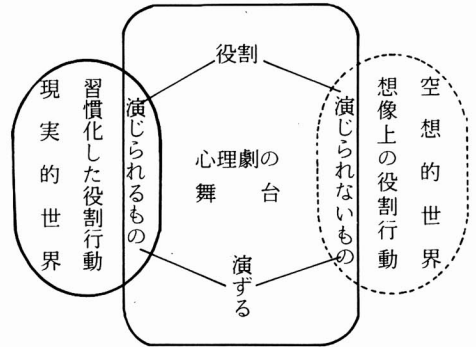 役割
現実的世界
習慣化した役割行動
演じられるもの
心理劇の
舞台
演じられないもの
想像上の役割行動
空想的世界
演ずる